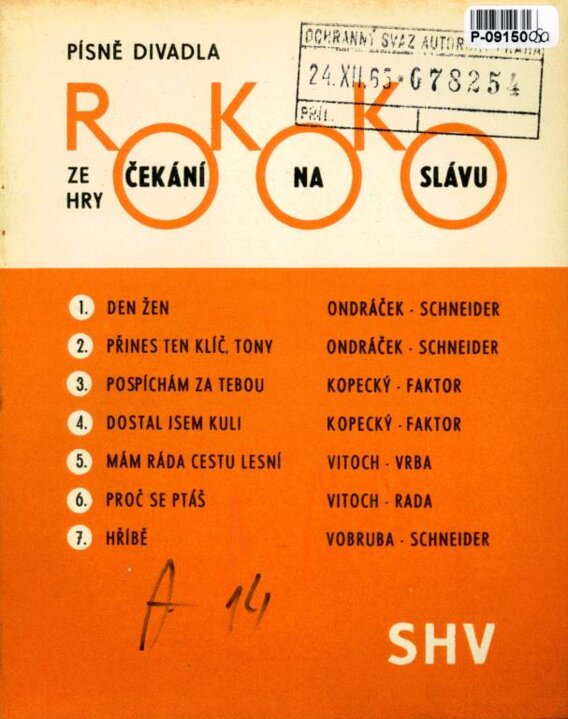 PÍSNĚ DIVADLA
ROKOKO
ZE HRY
ČEKÁNÍ NA SLÁVU
OCHRANNÝ SVAZ AUTORSKÝ PRAHA
24.XII.65*078254
PŘÍL.
1. DEN ŽEN ONDRÁČEK - SCHNEIDER
2. PŘINES TEN KLÍČ, TONY ONDRÁČEK - SCHNEIDER
3. POSPÍCHÁM ZA TEBOU KOPECKÝ - FAKTOR
4. DOSTAL JSEM KULI KOPECKÝ - FAKTOR
5. MÁM RÁDA CESTU LESNÍ VITOCH - VRBA
6. PROČ SE PTÁŠ VITOCH - RADA
7. HŘÍBĚ VOBRUBA - SCHNEIDER
A 14
SHV